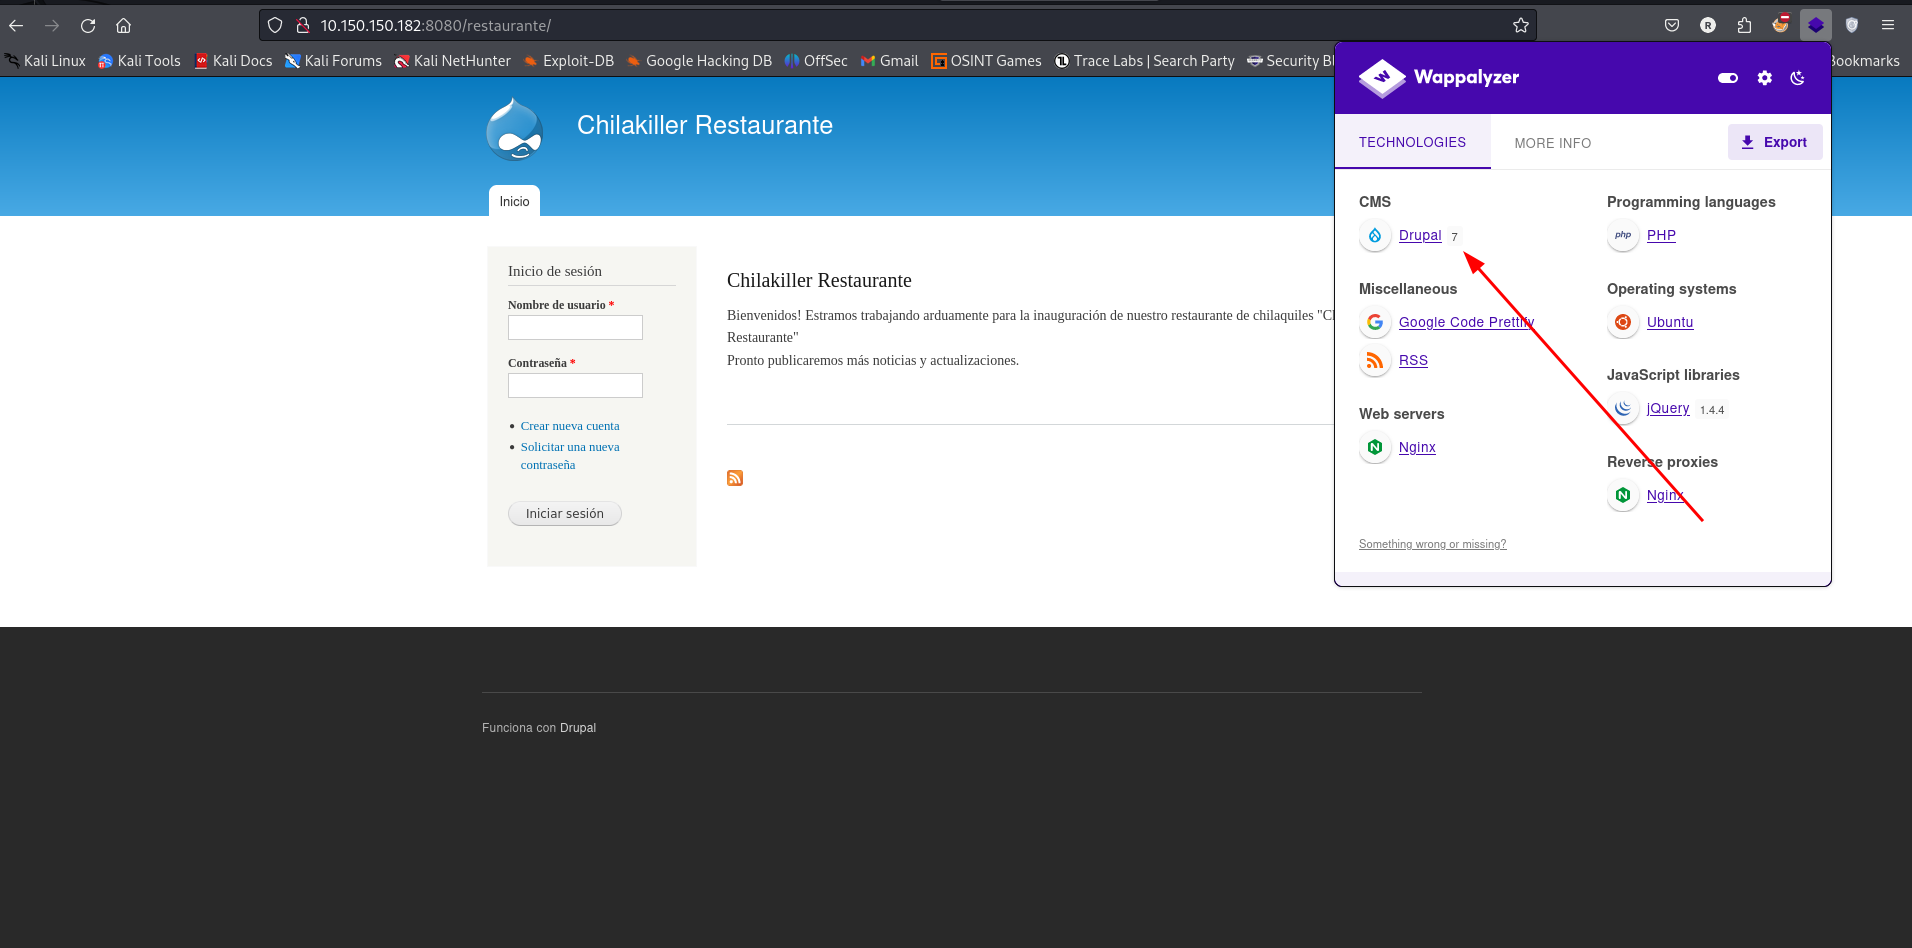 10.150.150.182:8080/restaurante/
R
Kali Linux
Kali Tools
Kali Docs
Kali Forums
Kali NetHunter
Exploit-DB
Google Hacking DB
OffSec
Gmail
OSINT Games
Trace Labs | Search Party
Security Bl
Bookmarks
Chilakiller Restaurante
Inicio
Inicio de sesión
Nombre de usuario *
Contraseña *
Crear nueva cuenta
Solicitar una nueva
contraseña
Iniciar sesión
Chilakiller Restaurante
Bienvenidos! Estramos trabajando arduamente para la inauguración de nuestro restaurante de chilaquiles "Cl
Restaurante"
Pronto publicaremos más noticias y actualizaciones.
Funciona con Drupal
Wappalyzer
TECHNOLOGIES
MORE INFO
Export
CMS
Drupal 7
Miscellaneous
Google Code Prettify
RSS
Web servers
Nginx
Programming languages
php PHP
Operating systems
Ubuntu
JavaScript libraries
jQuery 1.4.4
Reverse proxies
Nginx
Something wrong or missing?